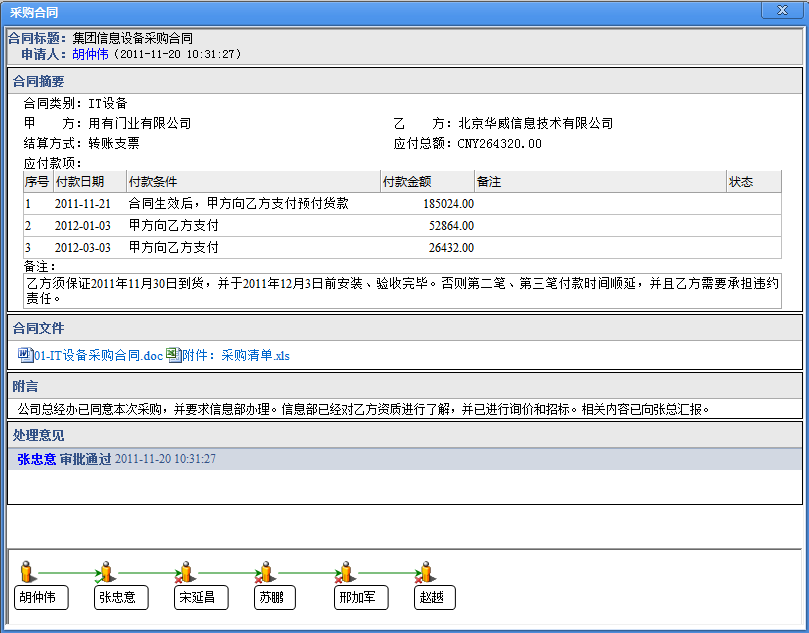 采购合同
合同标题：集团信息设备采购合同
申请人：胡仲伟（2011-11-20 10:31:27）
合同摘要
合同类别：IT设备
甲 方：用有门业有限公司 乙 方：北京华威信息技术有限公司
结算方式：转账支票 应付总额：CNY264320.00
应付款项：
序号 付款日期 付款条件 付款金额 备注 状态
1 2011-11-21 合同生效后，甲方向乙方支付预付货款 185024.00
2 2012-01-03 甲方向乙方支付 52864.00
3 2012-03-03 甲方向乙方支付 26432.00
备注：
乙方须保证2011年11月30日到货，并于2011年12月3日前安装、验收完毕。否则第二笔、第三笔付款时间顺延，并且乙方需要承担违约
责任。
合同文件
01-IT设备采购合同.doc 附件：采购清单.xls
附言
公司总经办已同意本次采购，并要求信息部办理。信息部已经对乙方资质进行了解，并已进行询价和招标。相关内容已向张总汇报。
处理意见
张忠意 审批通过 2011-11-20 10:31:27
胡仲伟 张忠意 宋延昌 苏鹏 邢加军 赵越